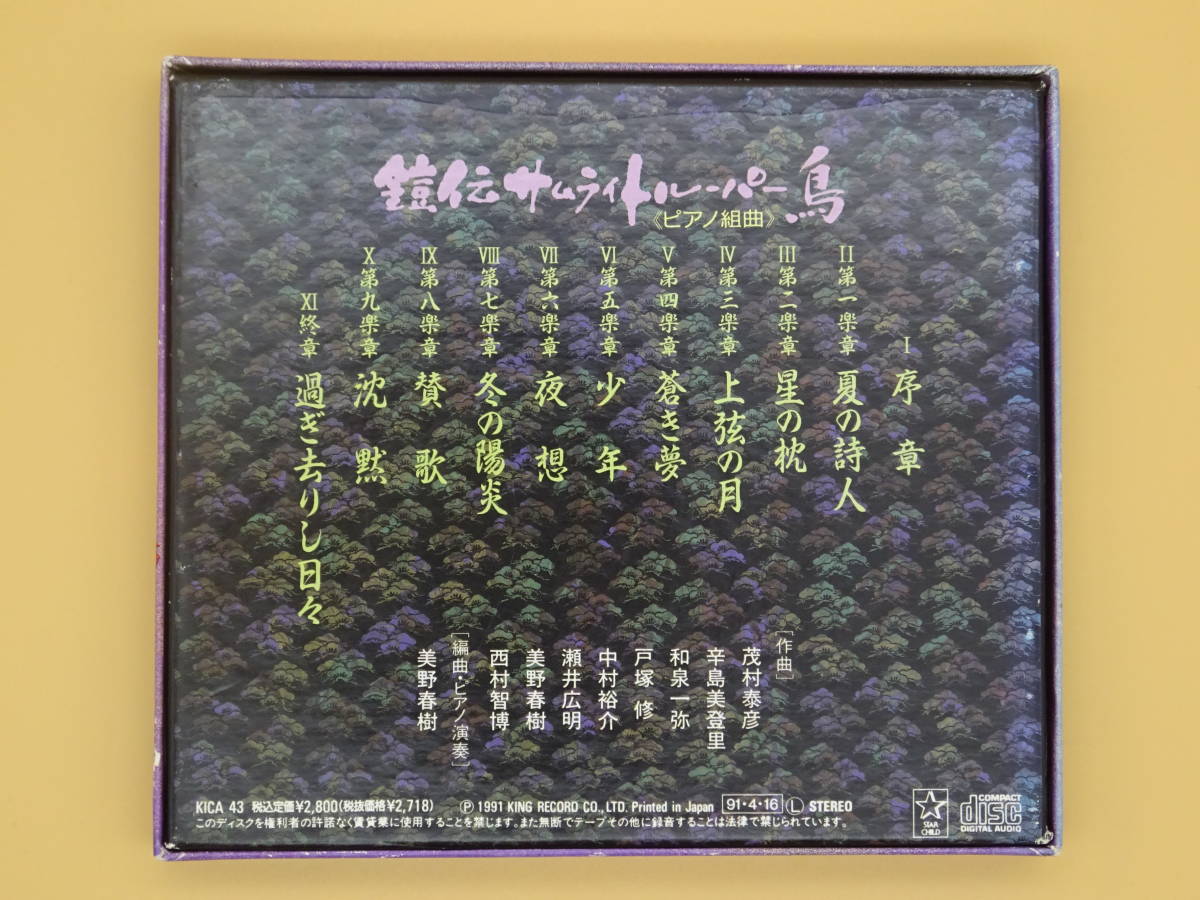 鎧伝サムライトルーパー鳥
《ピアノ組曲》
I 序章
II 第一楽章 夏の詩人
III 第二楽章 星の枕
IV 第三楽章 上弦の月
V 第四楽章 蒼き夢
VI 第五楽章 少年
VII 第六楽章 夜想
VIII 第七楽章 冬の陽炎
IX 第八楽章 賛歌
X 第九楽章 沈黙
XI 終章 過ぎ去りし日々
[作曲]
茂村泰彦
辛島美登里
和泉一弥
戸塚 修
中村裕介
瀬井広明
美野春樹
西村智博
[編曲・ピアノ演奏]
美野春樹
KICA 43 税込定価¥2,800(税抜価格¥2,718) Ⓟ 1991 KING RECORD CO., LTD. Printed in Japan 91・4・16 Ⓛ STEREO
このディスクを権利者の許諾なく賃貸業に使用することを禁じます。また無断でテープその他に録音することは法律で禁じられています。
STAR CHILD
COMPACT disc DIGITAL AUDIO